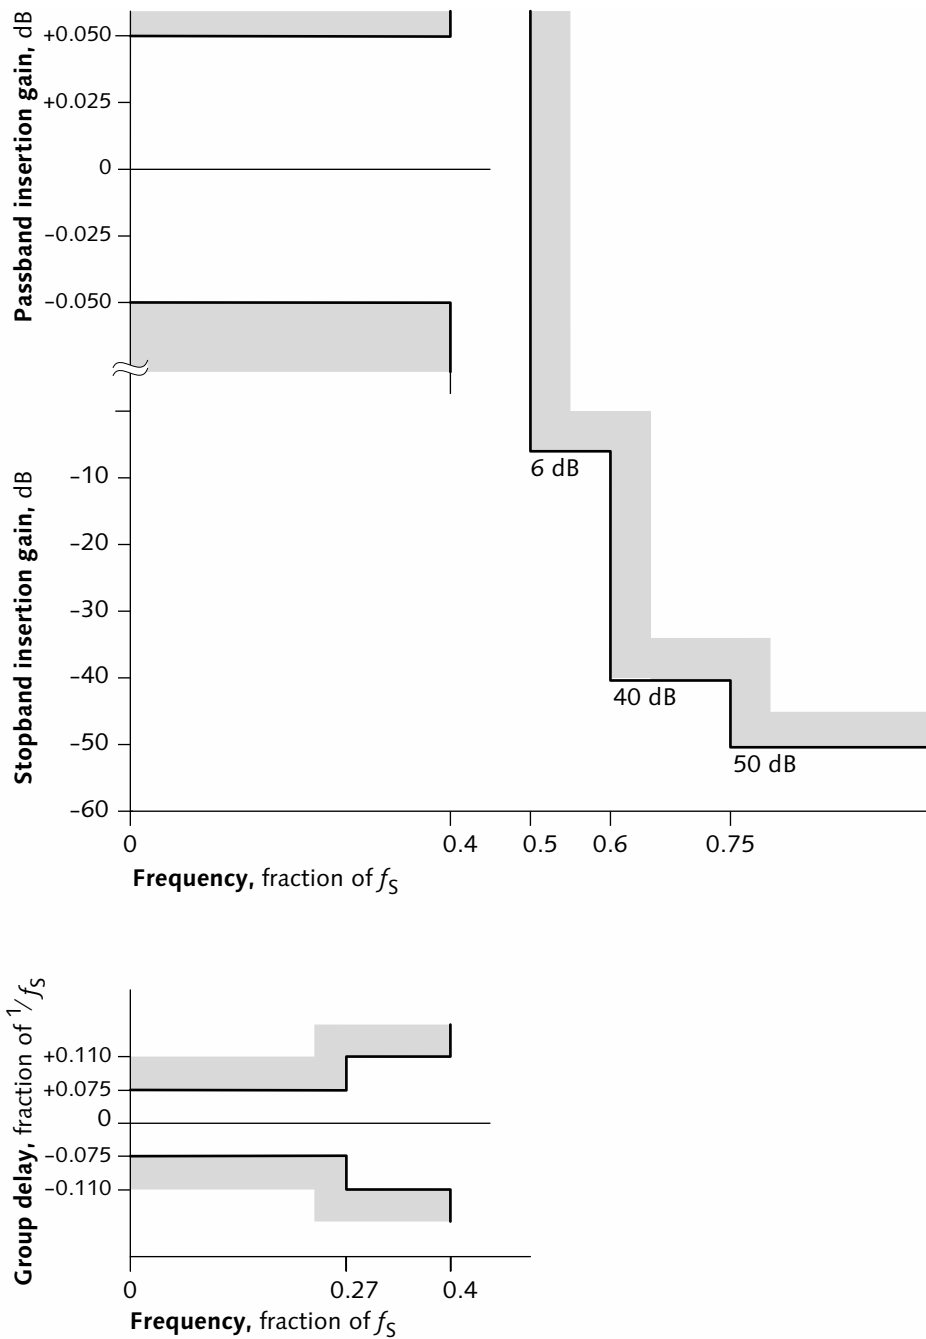 Passband insertion gain, dB
+0.050
+0.025
0
–0.025
–0.050
Stopband insertion gain, dB
–10
–20
–30
–40
–50
–60
6 dB
40 dB
50 dB
0 0.4 0.5 0.6 0.75
Frequency, fraction of fS
Group delay, fraction of 1/fS
+0.110
+0.075
0
–0.075
–0.110
0 0.27 0.4
Frequency, fraction of fS